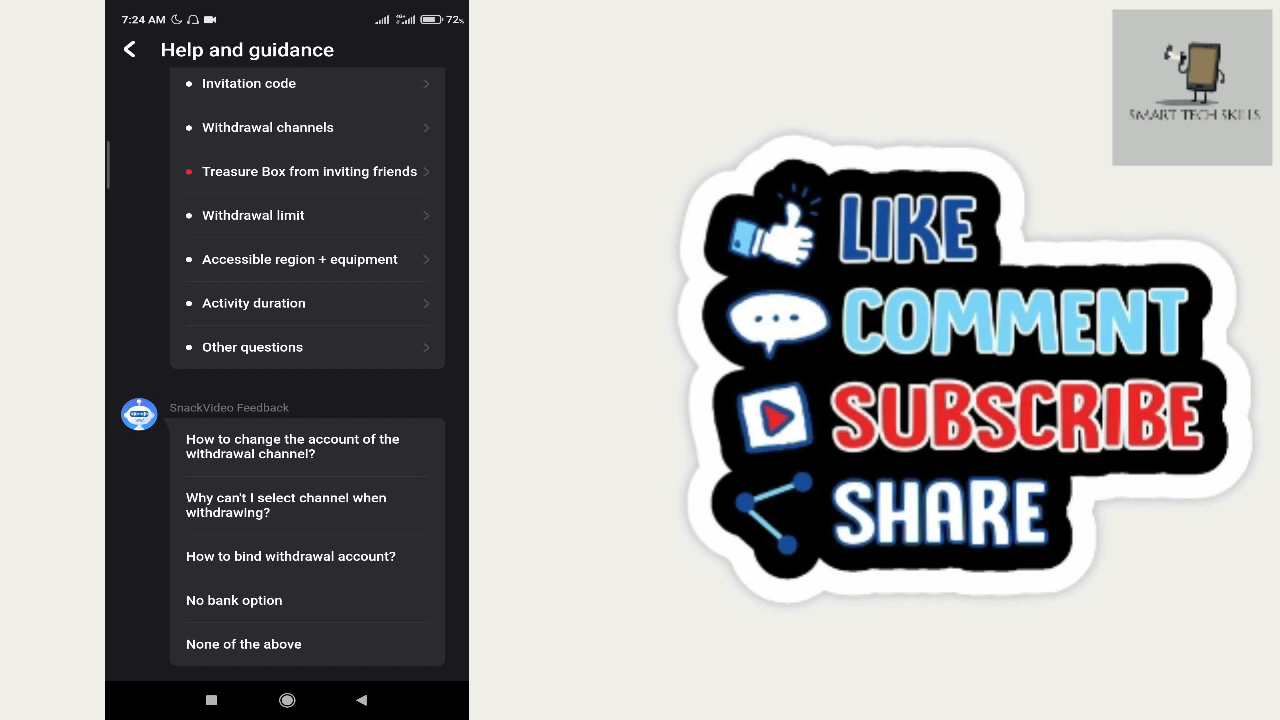 7:24 AM
4G+
72%
Help and guidance
Invitation code
Withdrawal channels
Treasure Box from inviting friends
Withdrawal limit
Accessible region + equipment
Activity duration
Other questions
SnackVideo Feedback
How to change the account of the
withdrawal channel?
Why can't I select channel when
withdrawing?
How to bind withdrawal account?
No bank option
None of the above
SMART TECH SKILLS
LIKE
COMMENT
SUBSCRIBE
SHARE